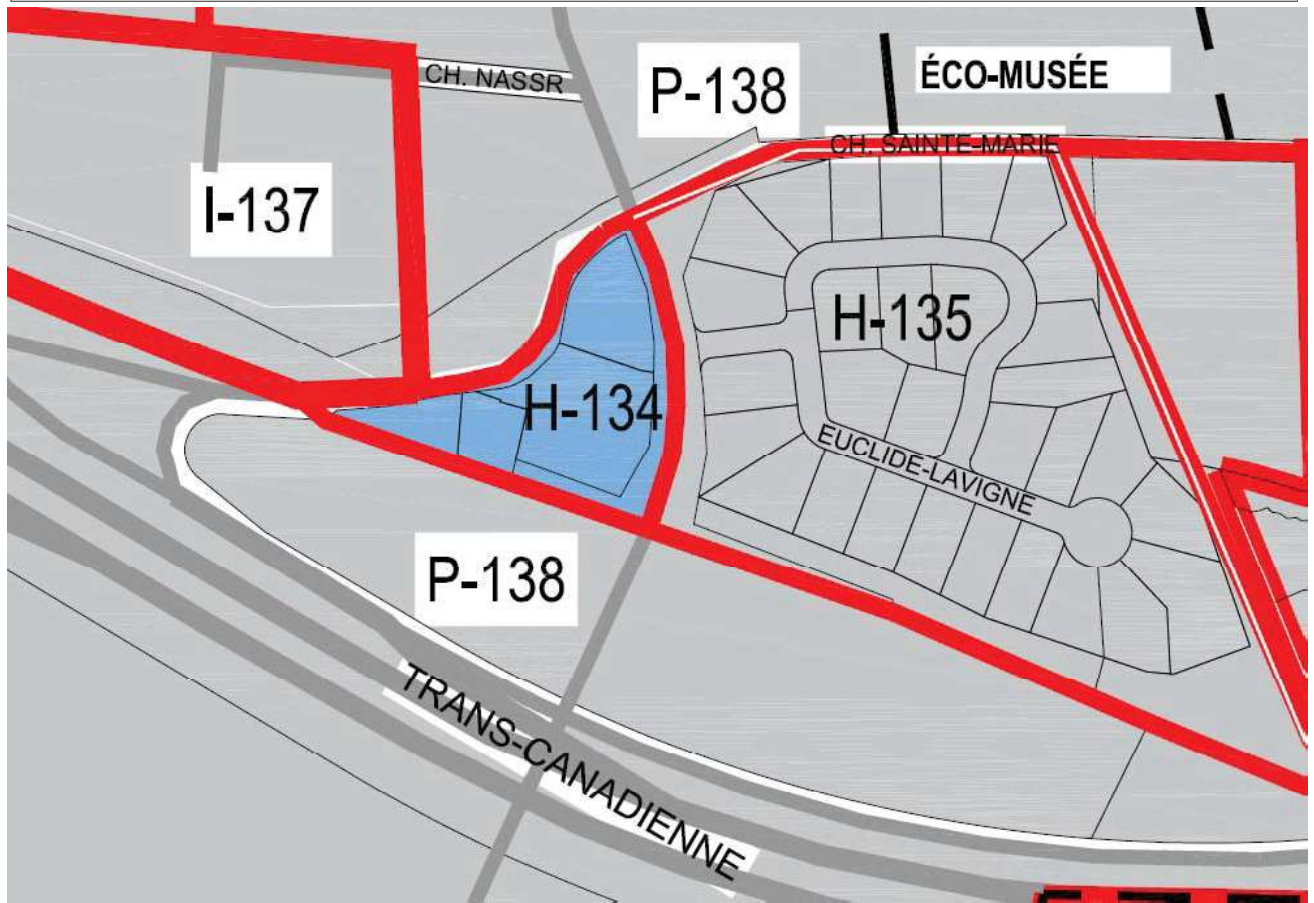 CH. NASSR
P-138
ÉCO-MUSÉE
CH. SAINTE-MARIE
I-137
H-135
H-134
EUCLIDE-LAVIGNE
P-138
TRANS-CANADIENNE